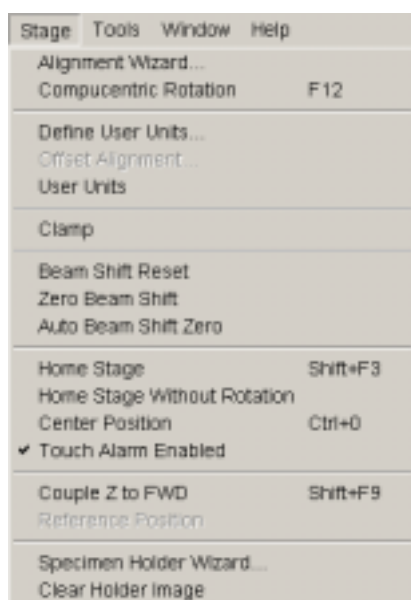 Stage Tools Window Help
Alignment Wizard...
Compucentric Rotation F12
Define User Units...
Offset Alignment...
User Units
Clamp
Beam Shift Reset
Zero Beam Shift
Auto Beam Shift Zero
Home Stage Shift+F3
Home Stage Without Rotation
Center Position Ctrl+0
✔ Touch Alarm Enabled
Couple Z to FWD Shift+F9
Reference Position
Specimen Holder Wizard...
Clear Holder Image